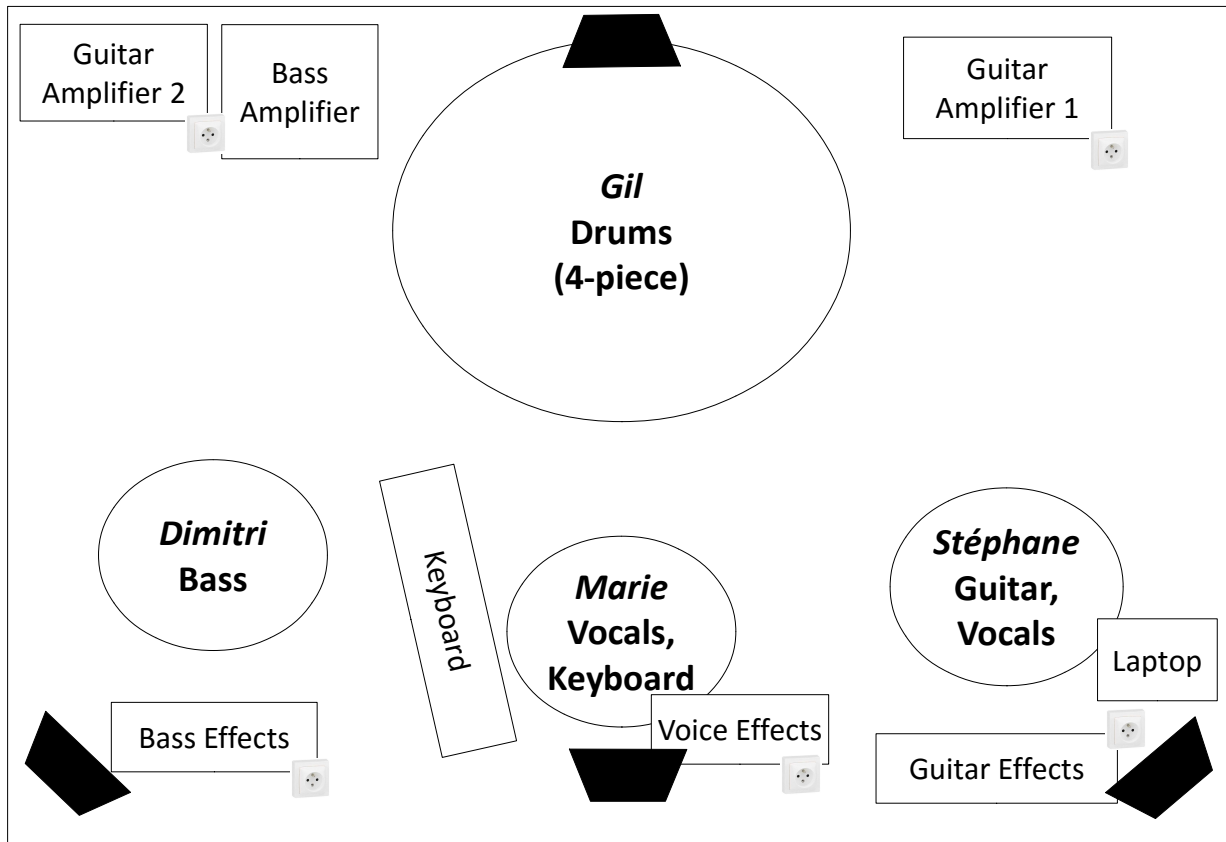 Guitar
Amplifier 2
Bass
Amplifier
Guitar
Amplifier 1
Gil
Drums
(4-piece)
Dimitri
Bass
Keyboard
Marie
Vocals,
Keyboard
Stéphane
Guitar,
Vocals
Laptop
Bass Effects
Voice Effects
Guitar Effects